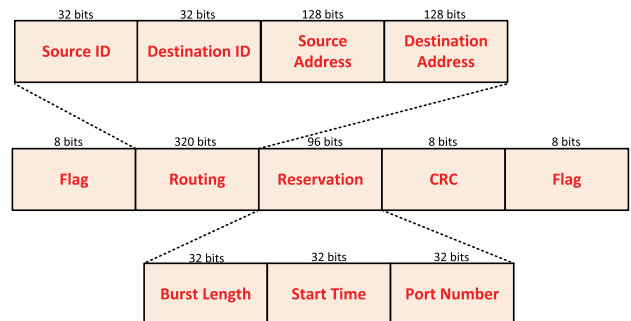 32 bits 32 bits 128 bits 128 bits
Source ID Destination ID Source Address Destination Address
8 bits 320 bits 96 bits 8 bits 8 bits
Flag Routing Reservation CRC Flag
32 bits 32 bits 32 bits
Burst Length Start Time Port Number